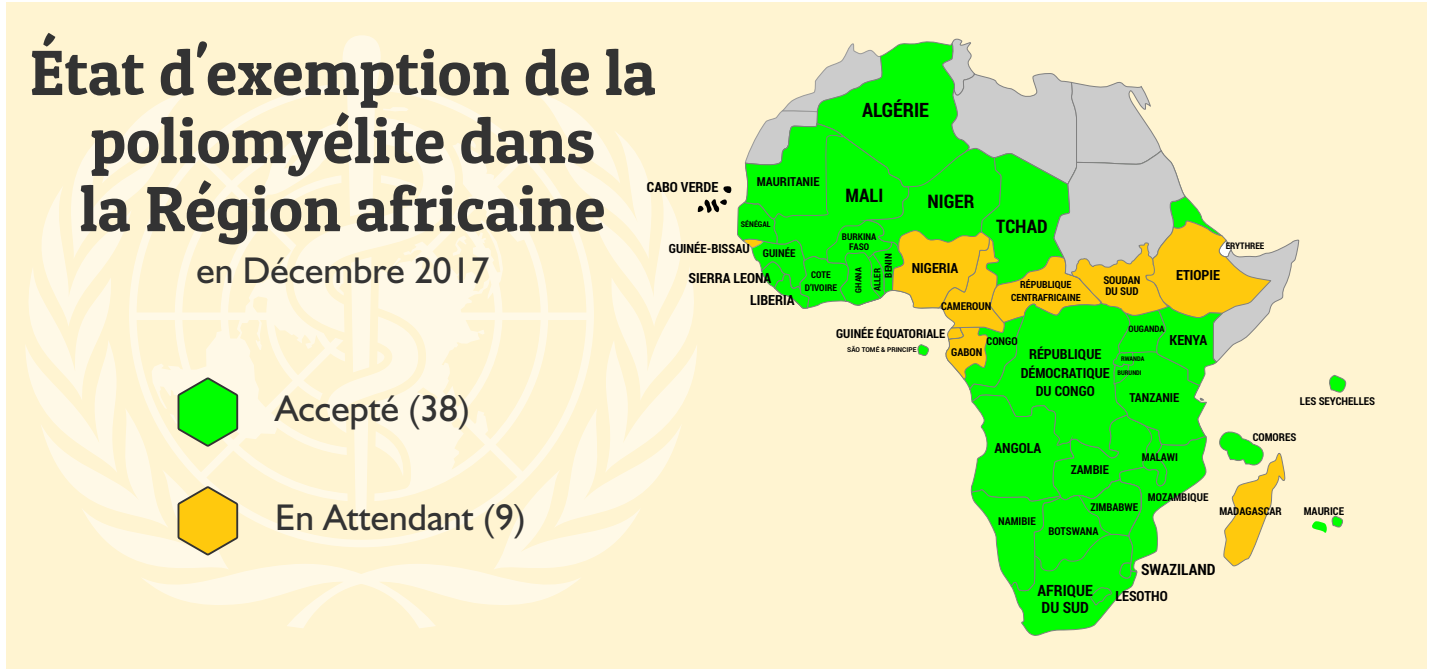 État d'exemption de la
poliomyélite dans
la Région africaine
en Décembre 2017
Accepté (38)
En Attendant (9)
ALGÉRIE
MAURITANIE
MALI
NIGER
TCHAD
CABO VERDE
SÉNÉGAL
GUINÉE-BISSAU
GUINÉE
SIERRA LEONA
LIBERIA
COTE
D'IVOIRE
BURKINA
FASO
GHANA
ALLER
BENIN
NIGERIA
CAMEROUN
RÉPUBLIQUE
CENTRAFRICAINE
SOUDAN
DU SUD
ERYTHREE
ETIOPIE
GUINÉE ÉQUATORIALE
SÃO TOMÉ & PRINCIPE
GABON
CONGO
RÉPUBLIQUE
DÉMOCRATIQUE
DU CONGO
OUGANDA
KENYA
RWANDA
BURUNDI
TANZANIE
LES SEYCHELLES
COMORES
ANGOLA
ZAMBIE
MALAWI
MOZAMBIQUE
ZIMBABWE
MADAGASCAR
MAURICE
NAMIBIE
BOTSWANA
SWAZILAND
AFRIQUE
DU SUD
LESOTHO